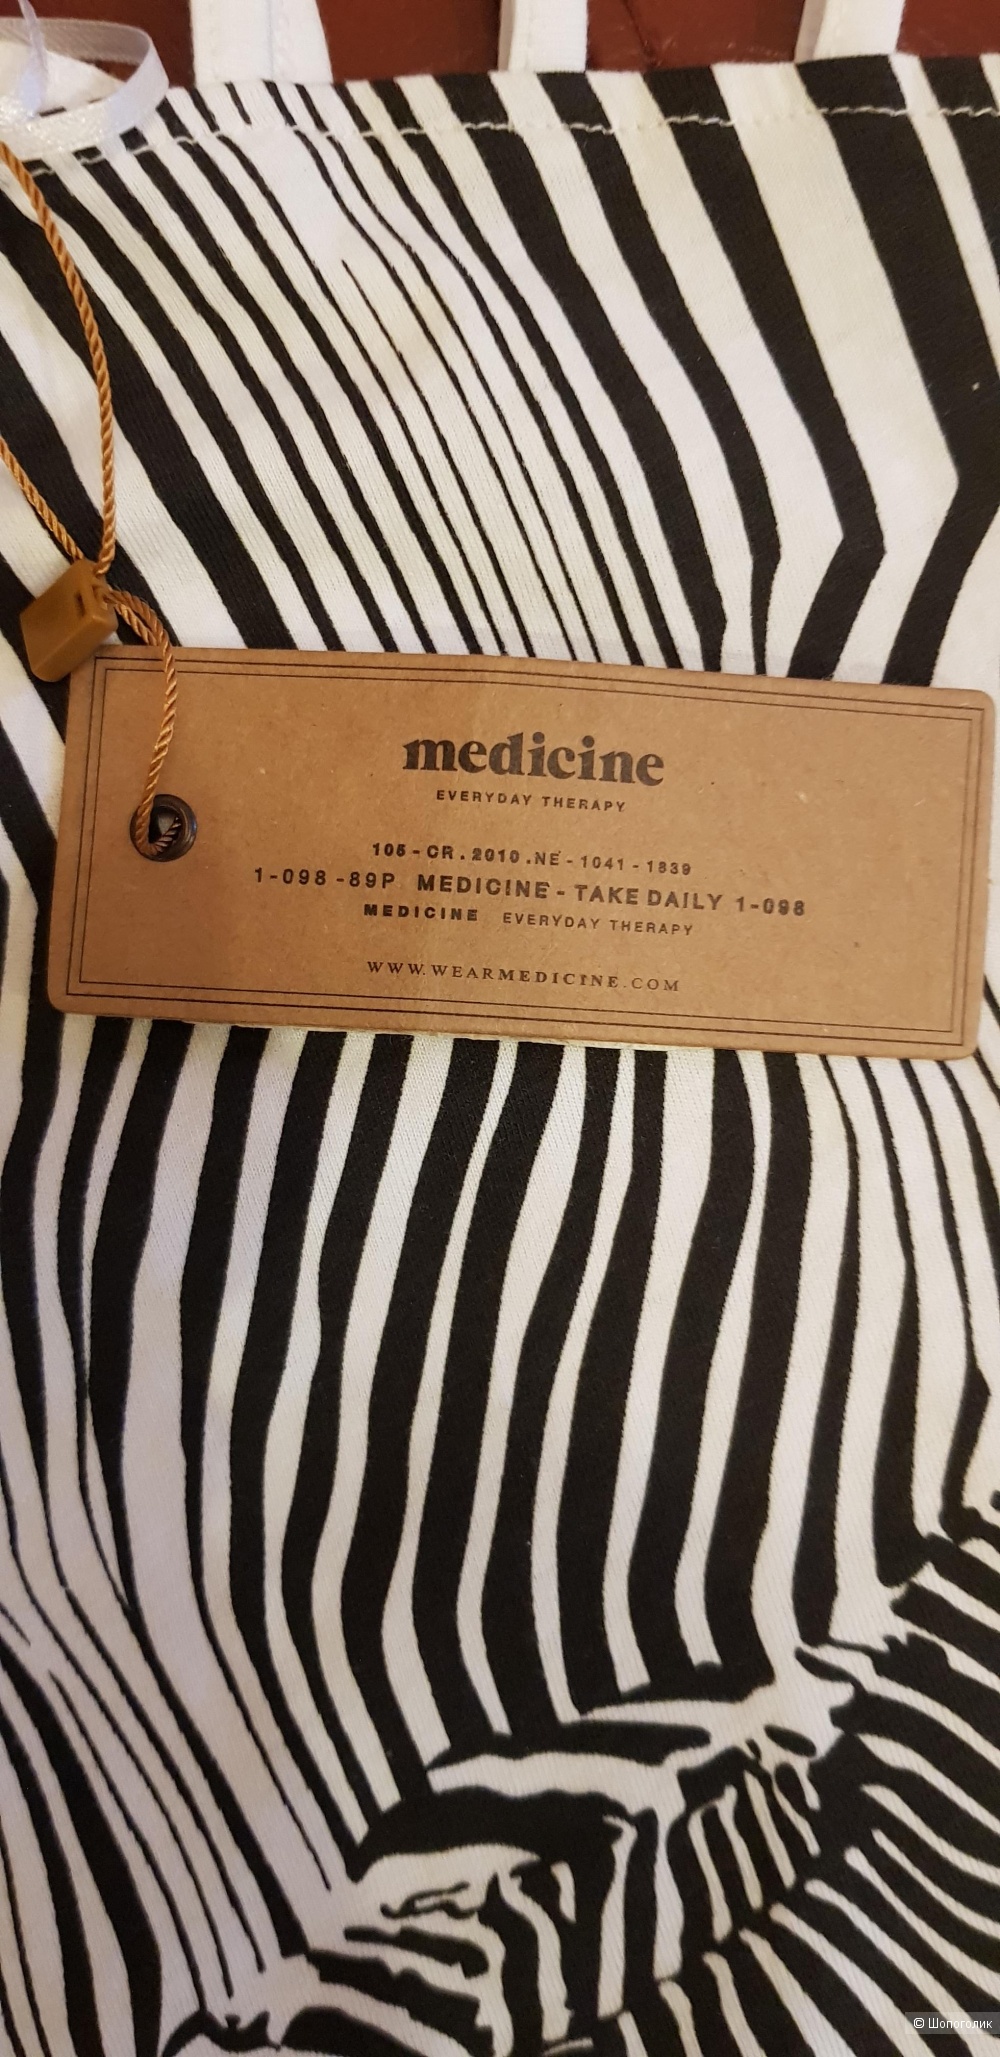 medicine
EVERYDAY THERAPY
105 - CR . 2010 .NE - 1041 - 1839
1-098 -89P MEDICINE - TAKE DAILY 1-098
MEDICINE EVERYDAY THERAPY
WWW.WEARMEDICINE.COM
© Шопоголик